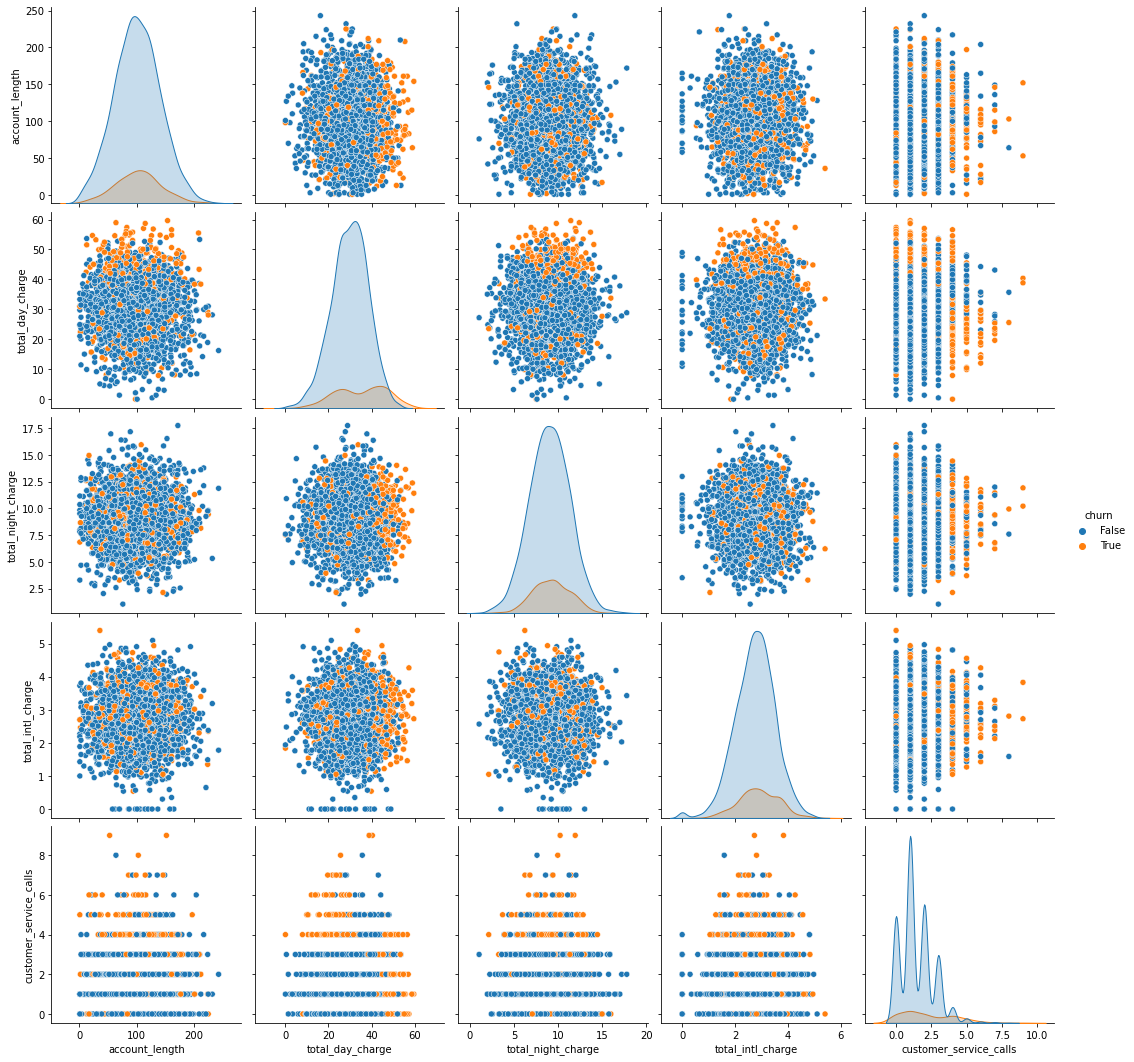 250
200
150
100
50
0
account_length
60
50
40
30
20
10
0
total_day_charge
17.5
15.0
12.5
10.0
7.5
5.0
2.5
total_night_charge
churn
False
True
5
4
3
2
1
0
total_intl_charge
8
6
4
2
0
customer_service_calls
0 100 200
0 20 40 60
0 5 10 15 20
0 2 4 6
0.0 2.5 5.0 7.5 10.0
account_length
total_day_charge
total_night_charge
total_intl_charge
customer_service_calls